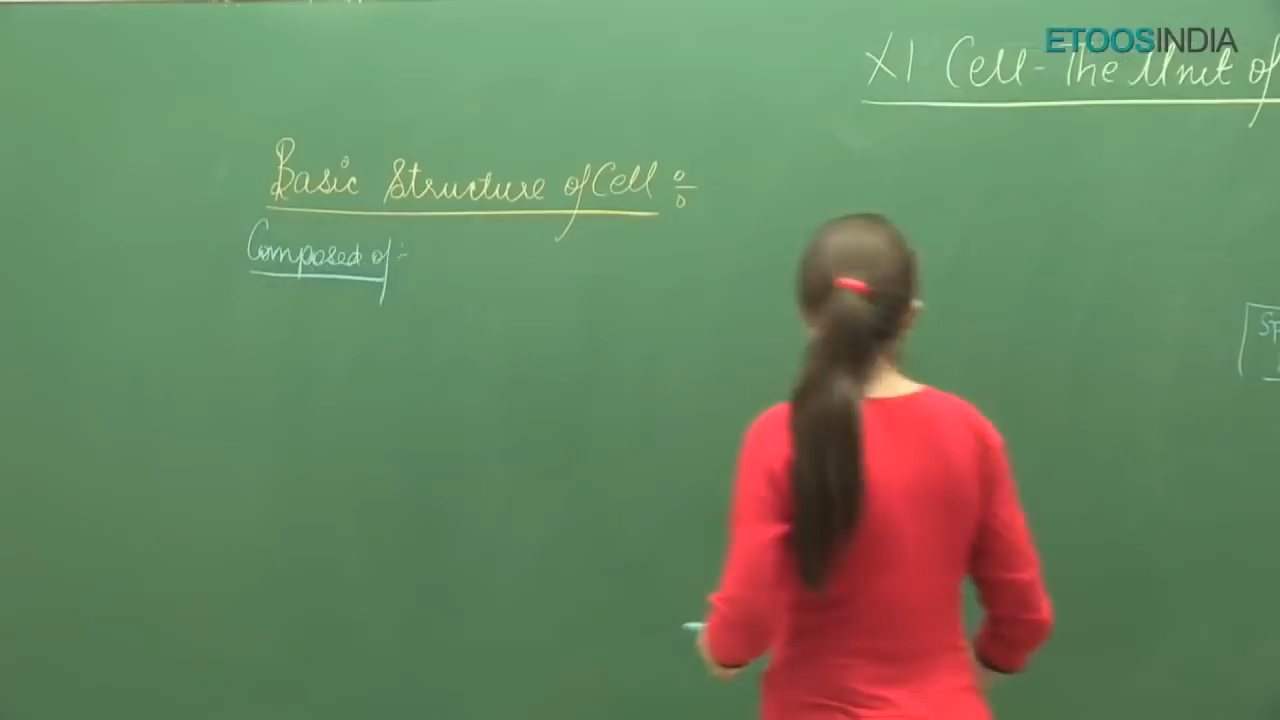 ETOOSINDIA
XI Cell - The Unit of
Basic Structure of Cell :-
Composed of :-